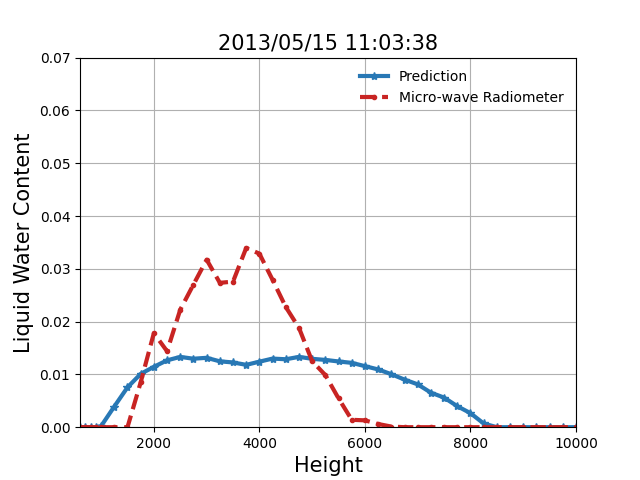 2013/05/15 11:03:38
Prediction
Micro-wave Radiometer
Liquid Water Content
0.07
0.06
0.05
0.04
0.03
0.02
0.01
0.00
2000 4000 6000 8000 10000
Height